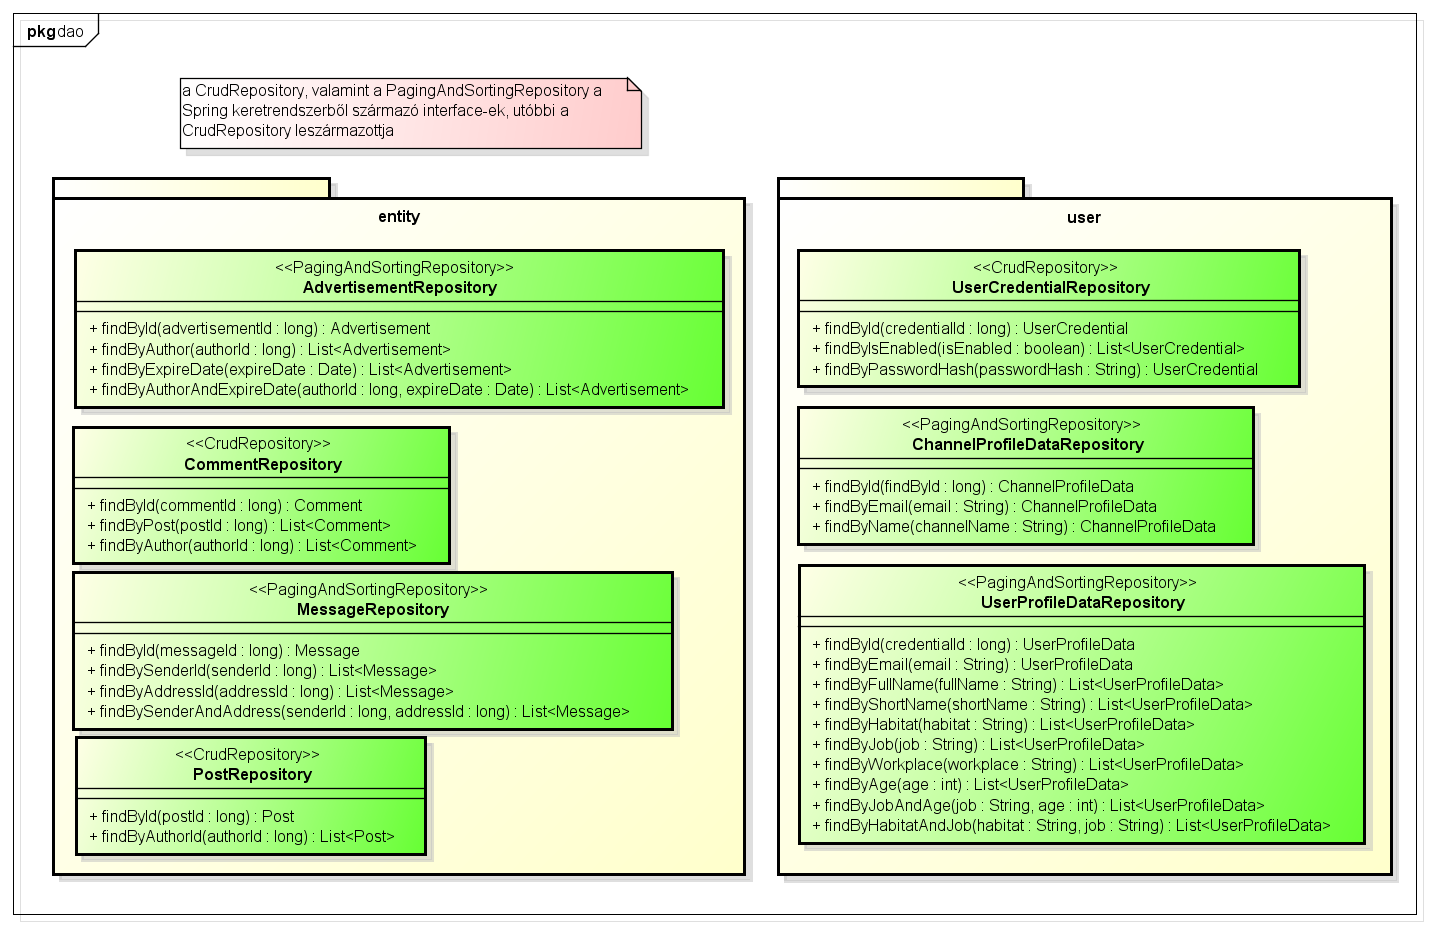 pkg dao
a CrudRepository, valamint a PagingAndSortingRepository a
Spring keretrendszerből származó interface-ek, utóbbi a
CrudRepository leszármazottja
entity
<<PagingAndSortingRepository>>
AdvertisementRepository
+ findById(advertisementId : long) : Advertisement
+ findByAuthor(authorId : long) : List<Advertisement>
+ findByExpireDate(expireDate : Date) : List<Advertisement>
+ findByAuthorAndExpireDate(authorId : long, expireDate : Date) : List<Advertisement>
<<CrudRepository>>
CommentRepository
+ findById(commentId : long) : Comment
+ findByPost(postId : long) : List<Comment>
+ findByAuthor(authorId : long) : List<Comment>
<<PagingAndSortingRepository>>
MessageRepository
+ findById(messageId : long) : Message
+ findBySenderId(senderId : long) : List<Message>
+ findByAddressId(addressId : long) : List<Message>
+ findBySenderAndAddress(senderId : long, addressId : long) : List<Message>
<<CrudRepository>>
PostRepository
+ findById(postId : long) : Post
+ findByAuthorId(authorId : long) : List<Post>
user
<<CrudRepository>>
UserCredentialRepository
+ findById(credentialId : long) : UserCredential
+ findByIsEnabled(isEnabled : boolean) : List<UserCredential>
+ findByPasswordHash(passwordHash : String) : UserCredential
<<PagingAndSortingRepository>>
ChannelProfileDataRepository
+ findById(findById : long) : ChannelProfileData
+ findByEmail(email : String) : ChannelProfileData
+ findByName(channelName : String) : ChannelProfileData
<<PagingAndSortingRepository>>
UserProfileDataRepository
+ findById(credentialId : long) : UserProfileData
+ findByEmail(email : String) : UserProfileData
+ findByFullName(fullName : String) : List<UserProfileData>
+ findByShortName(shortName : String) : List<UserProfileData>
+ findByHabitat(habitat : String) : List<UserProfileData>
+ findByJob(job : String) : List<UserProfileData>
+ findByWorkplace(workplace : String) : List<UserProfileData>
+ findByAge(age : int) : List<UserProfileData>
+ findByJobAndAge(job : String, age : int) : List<UserProfileData>
+ findByHabitatAndJob(habitat : String, job : String) : List<UserProfileData>